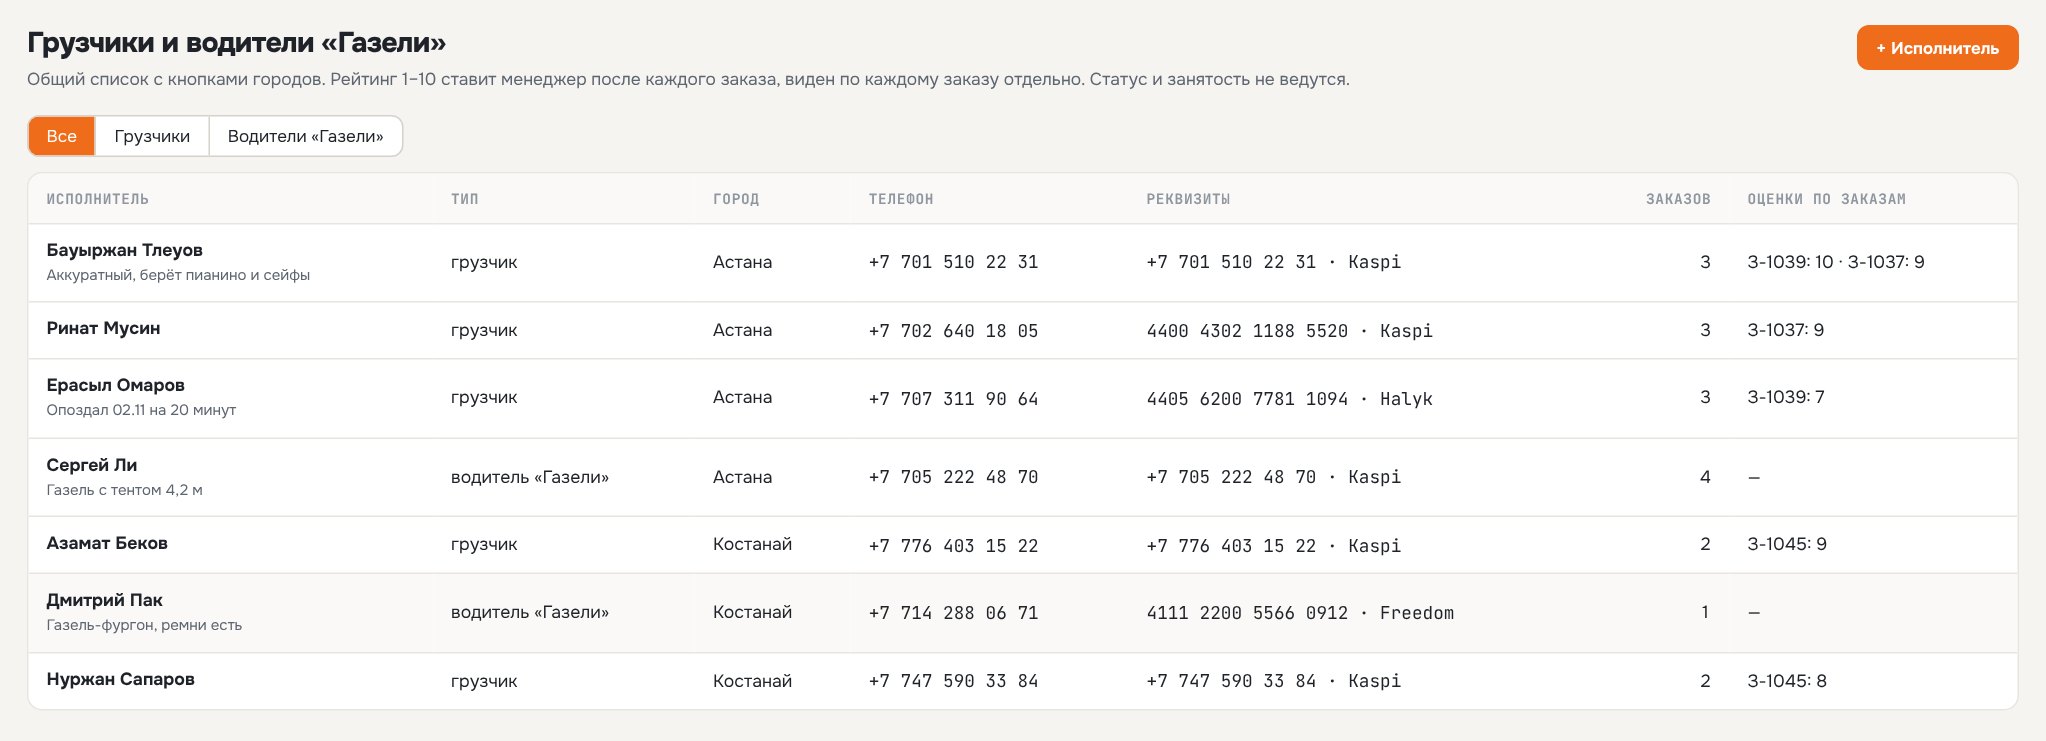 Грузчики и водители «Газели»
+ Исполнитель
Общий список с кнопками городов. Рейтинг 1–10 ставит менеджер после каждого заказа, виден по каждому заказу отдельно. Статус и занятость не ведутся.
Все Грузчики Водители «Газели»
ИСПОЛНИТЕЛЬ ТИП ГОРОД ТЕЛЕФОН РЕКВИЗИТЫ ЗАКАЗОВ ОЦЕНКИ ПО ЗАКАЗАМ
Бауыржан Тлеуов
Аккуратный, берёт пианино и сейфы
грузчик Астана +7 701 510 22 31 +7 701 510 22 31 · Kaspi 3 З-1039: 10 · З-1037: 9
Ринат Мусин грузчик Астана +7 702 640 18 05 4400 4302 1188 5520 · Kaspi 3 З-1037: 9
Ерасыл Омаров
Опоздал 02.11 на 20 минут
грузчик Астана +7 707 311 90 64 4405 6200 7781 1094 · Halyk 3 З-1039: 7
Сергей Ли
Газель с тентом 4,2 м
водитель «Газели» Астана +7 705 222 48 70 +7 705 222 48 70 · Kaspi 4 —
Азамат Беков грузчик Костанай +7 776 403 15 22 +7 776 403 15 22 · Kaspi 2 З-1045: 9
Дмитрий Пак
Газель-фургон, ремни есть
водитель «Газели» Костанай +7 714 288 06 71 4111 2200 5566 0912 · Freedom 1 —
Нуржан Сапаров грузчик Костанай +7 747 590 33 84 +7 747 590 33 84 · Kaspi 2 З-1045: 8